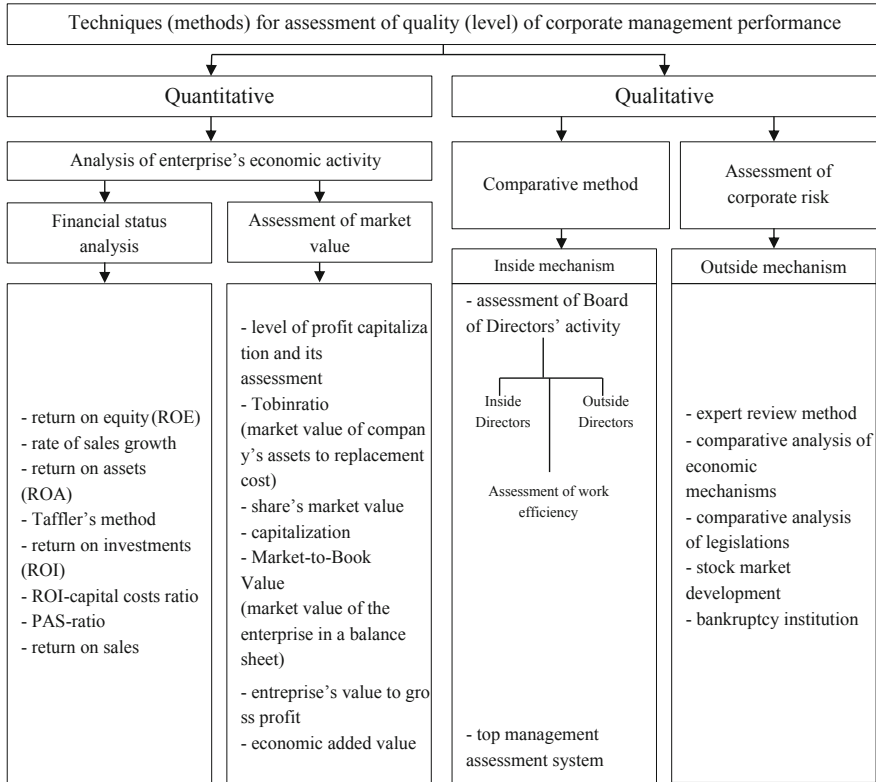 Techniques (methods) for assessment of quality (level) of corporate management performance
Quantitative
Qualitative
Analysis of enterprise's economic activity
Comparative method
Assessment of
corporate risk
Financial status
analysis
Assessment of market
value
Inside mechanism
Outside mechanism
- return on equity (ROE)
- rate of sales growth
- return on assets
(ROA)
- Taffler's method
- return on investments
(ROI)
- ROI-capital costs ratio
- PAS-ratio
- return on sales
- level of profit capitaliza
tion and its
assessment
- Tobinratio
(market value of compan
y's assets to replacement
cost)
- share's market value
- capitalization
- Market-to-Book
Value
(market value of the
enterprise in a balance
sheet)
- entreprise's value to gro
ss profit
- economic added value
- assessment of Board
of Directors' activity
Inside
Directors
Outside
Directors
Assessment of work
efficiency
- top management
assessment system
- expert review method
- comparative analysis of
economic
mechanisms
- comparative analysis
of legislations
- stock market
development
- bankruptcy institution